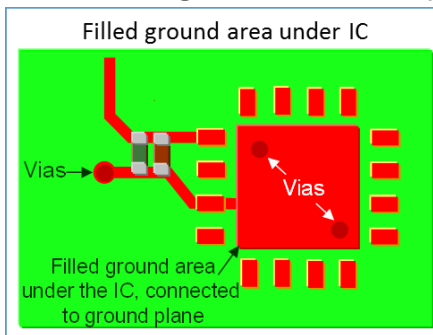 Filled ground area under IC
Vias
Vias
Filled ground area
under the IC, connected
to ground plane